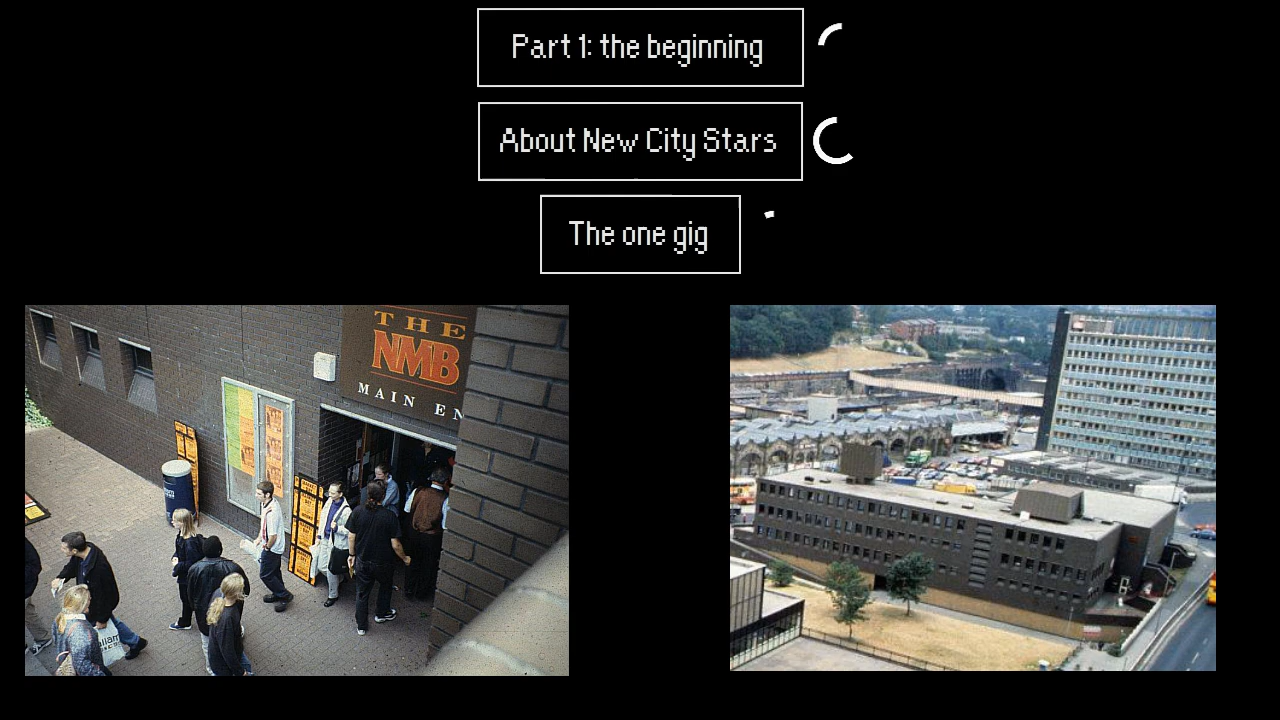 Part 1: the beginning
About New City Stars
The one gig
THE
NMB
MAIN EN